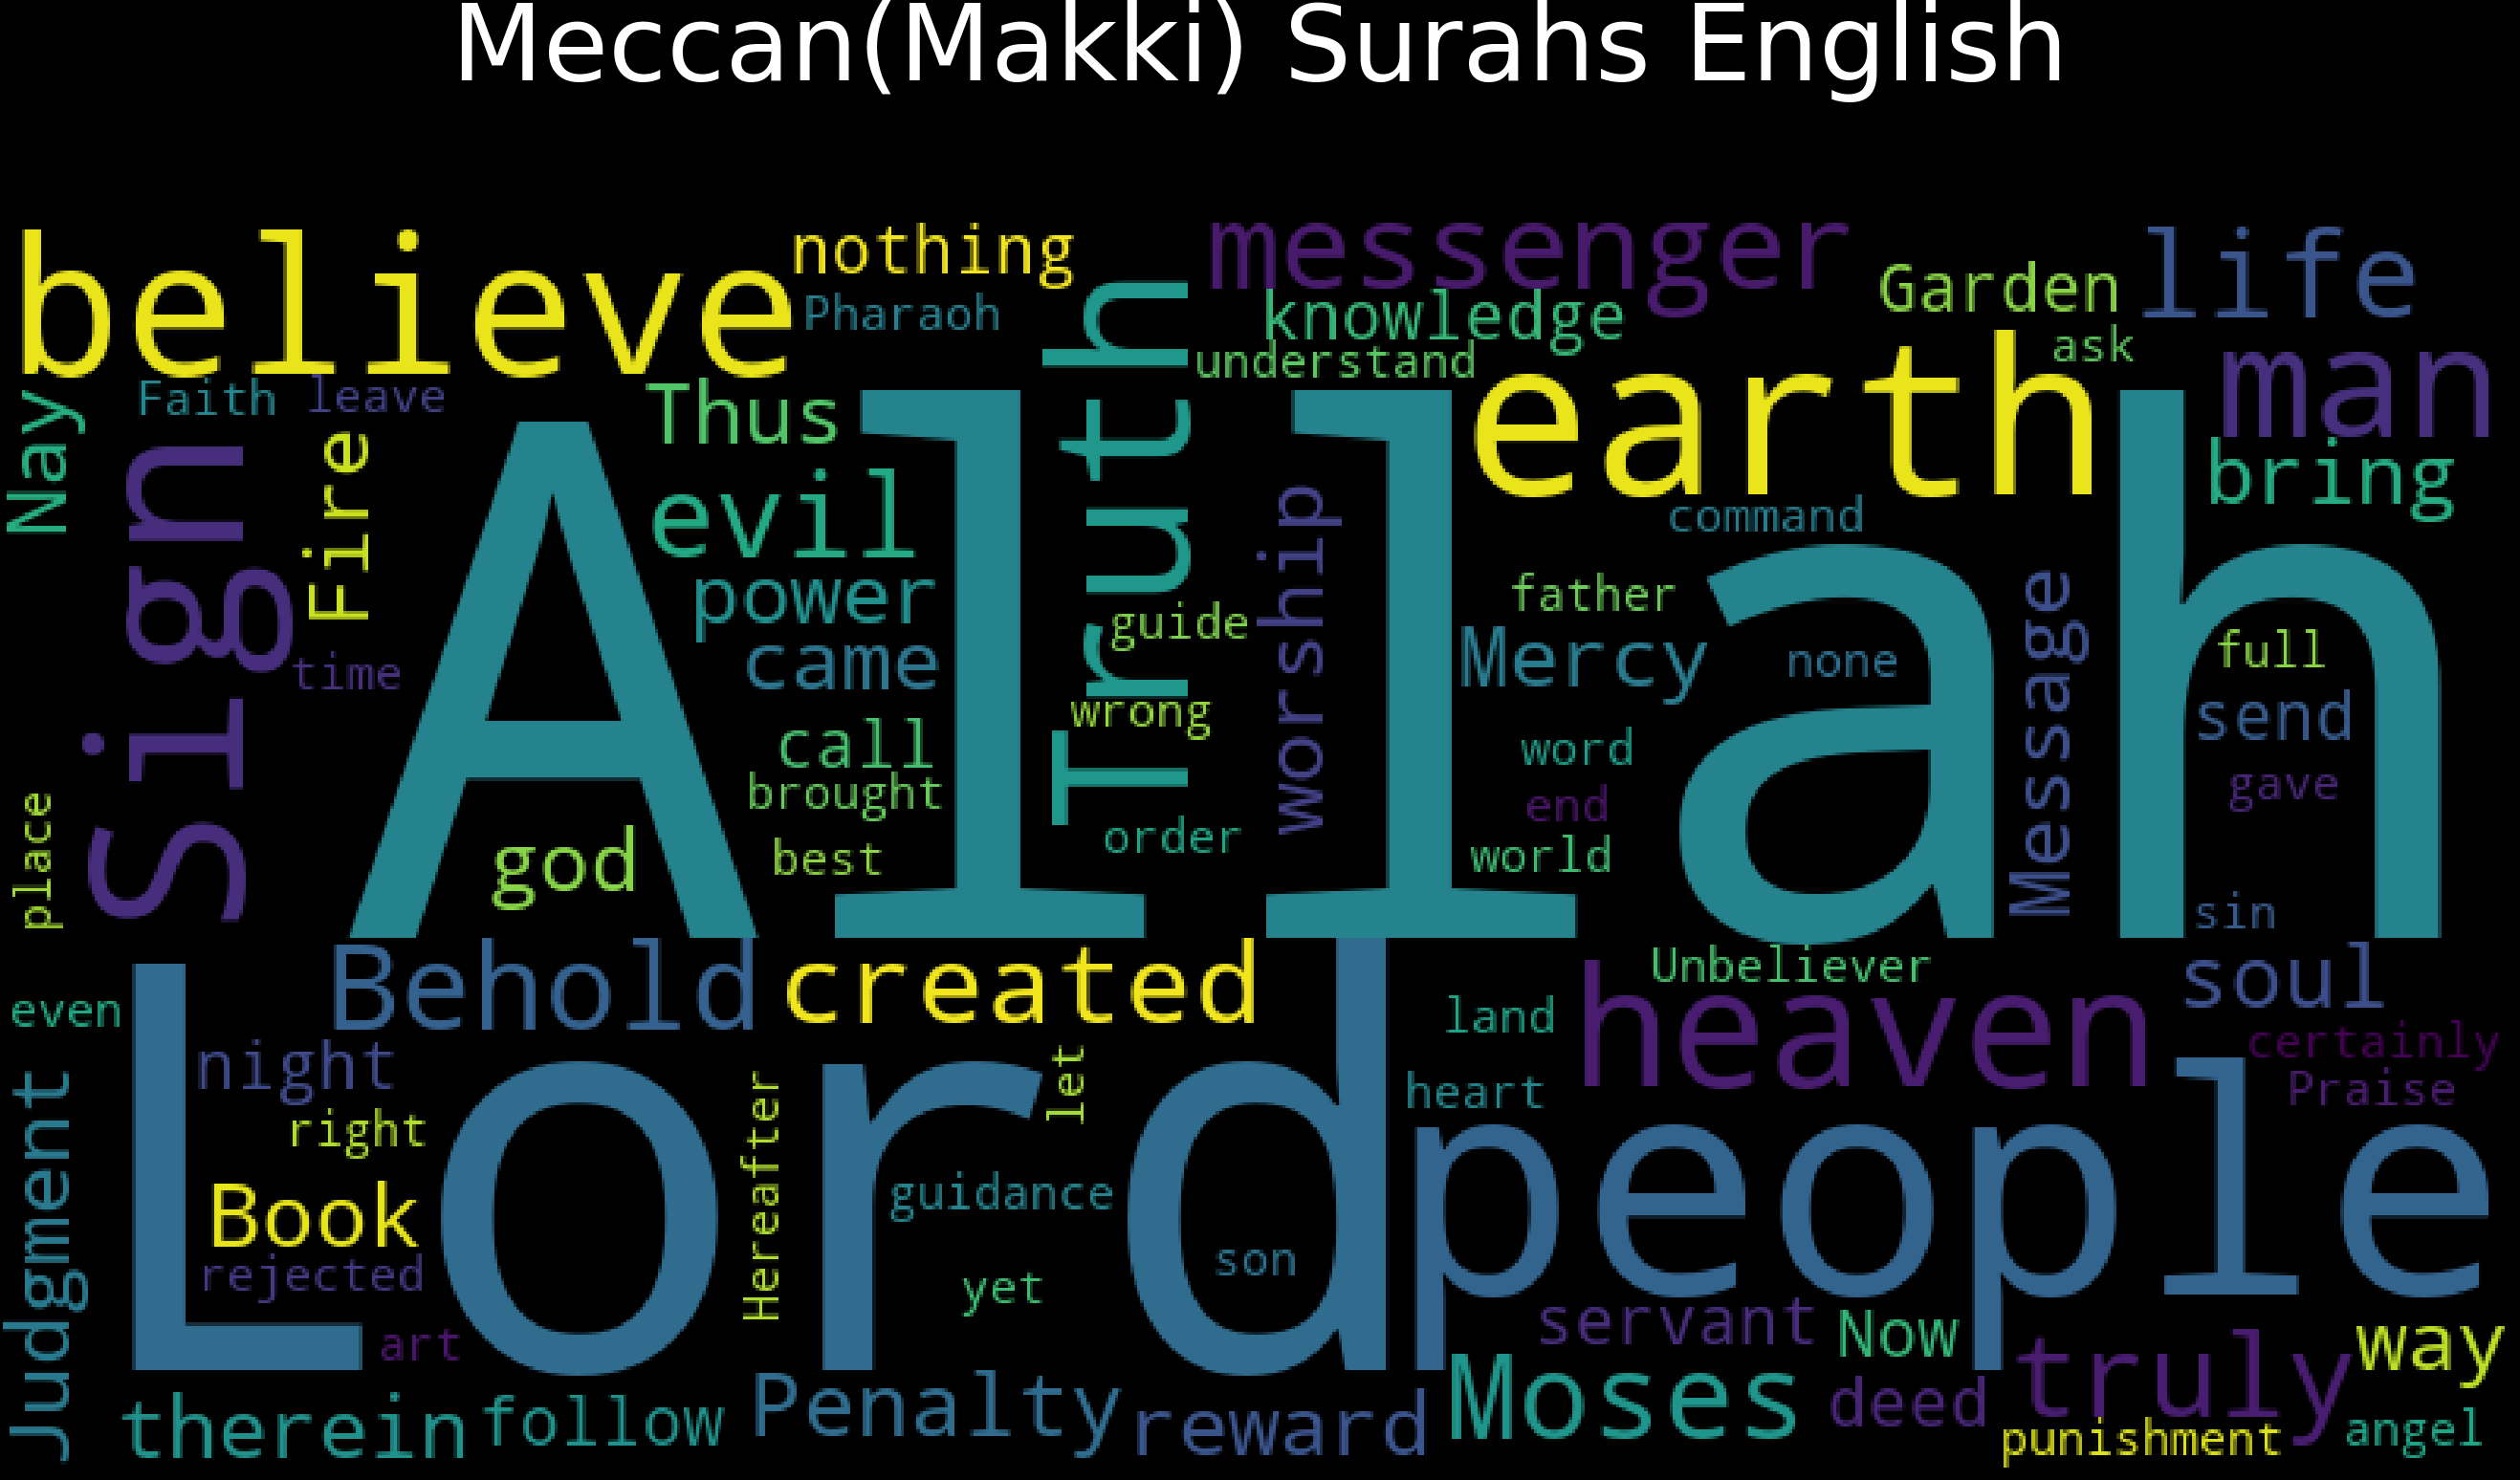 Meccan(Makki) Surahs English
believe
nothing
messenger
life
Pharaoh
knowledge
Garden
understand
ask
Truth
earth
man
Nay
Faith
leave
Thus
bring
Sign
Fire
evil
worship
command
Allah
power
guide
father
Message
time
came
Mercy
none
full
wrong
send
call
word
brought
end
gave
place
god
best
order
world
sin
Behold
created
Unbeliever
soul
even
land
heaven
certainly
Lord
night
let
heart
Praise
right
Hereafter
people
Judgment
Book
guidance
rejected
son
yet
art
servant
Now
truly
way
therein
follow
Penalty
reward
Moses
deed
punishment
angel